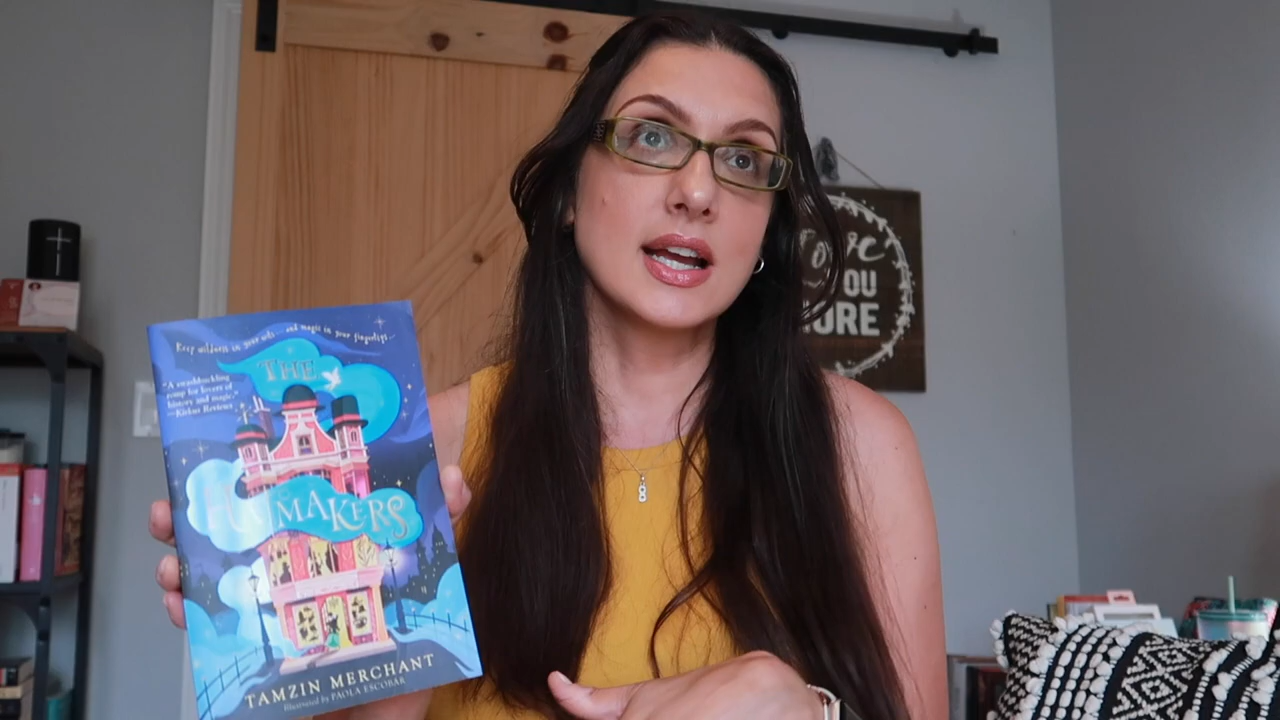 Keep wildness in your wits and magic in your fingertips
THE
"A swashbuckling
romp for lovers of
history and magic."
—Kirkus Reviews
HATMAKERS
TAMZIN MERCHANT
Illustrated by PAOLA ESCOBAR
YOU
MORE